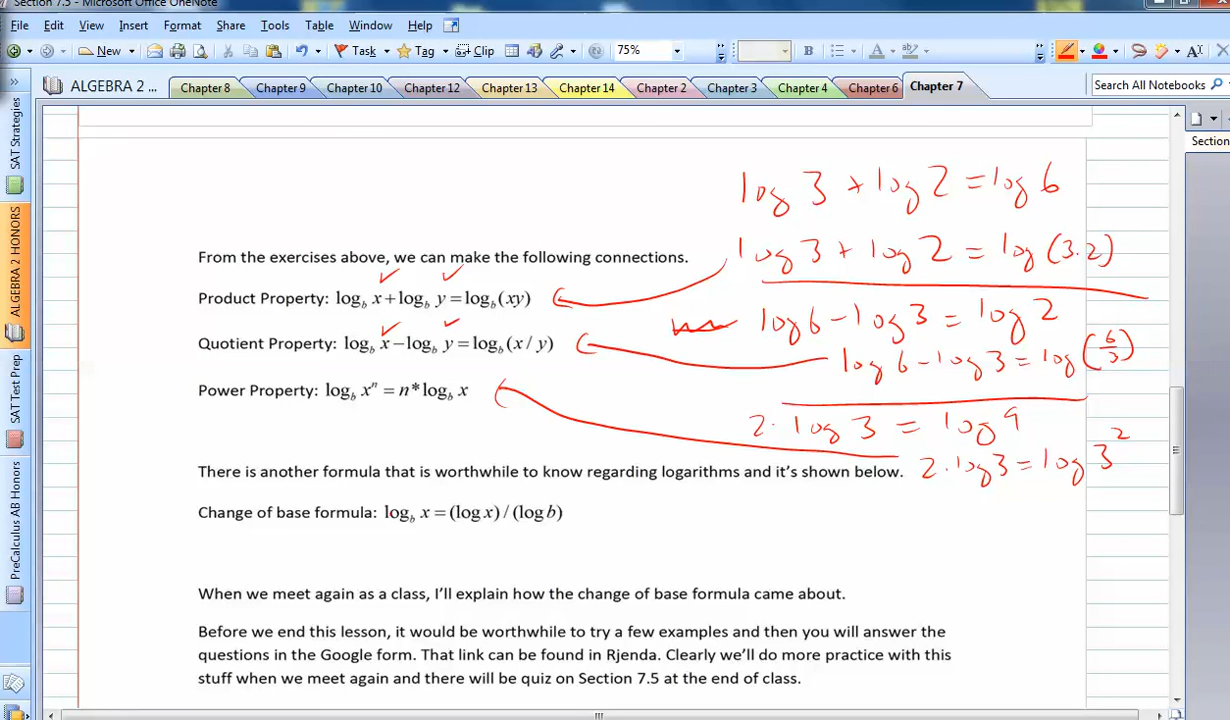 Section 7.5 - Microsoft Office OneNote
File Edit View Insert Format Share Tools Table Window Help
New Task Tag Clip 75% B A A
ALGEBRA 2 ... Chapter 8 Chapter 9 Chapter 10 Chapter 12 Chapter 13 Chapter 14 Chapter 2 Chapter 3 Chapter 4 Chapter 6 Chapter 7 Search All Notebooks
Section
SAT Strategies
ALGEBRA 2 HONORS
SAT Test Prep
PreCalculus AB Honors
log 3 + log 2 = log 6
log 3 + log 2 = log (3·2)
From the exercises above, we can make the following connections.
Product Property: log_b x + log_b y = log_b (xy)
log 6 − log 3 = log 2
Quotient Property: log_b x − log_b y = log_b (x / y)
log 6 − log 3 = log (6/3)
Power Property: log_b x^n = n * log_b x
2 · log 3 = log 9
2 · log 3 = log 3^2
There is another formula that is worthwhile to know regarding logarithms and it's shown below.
Change of base formula: log_b x = (log x) / (log b)
When we meet again as a class, I'll explain how the change of base formula came about.
Before we end this lesson, it would be worthwhile to try a few examples and then you will answer the
questions in the Google form. That link can be found in Rjenda. Clearly we'll do more practice with this
stuff when we meet again and there will be quiz on Section 7.5 at the end of class.